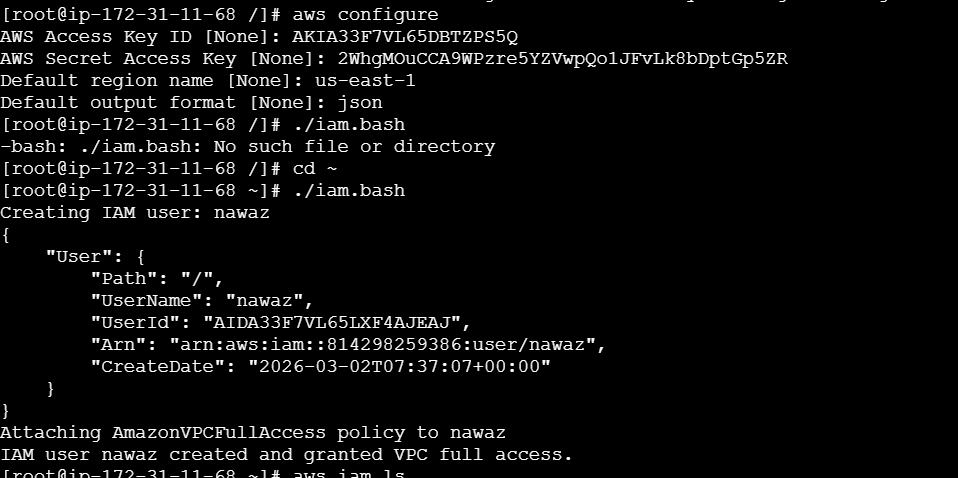 [root@ip-172-31-11-68 /]# aws configure
AWS Access Key ID [None]: AKIA33F7VL65DBTZPS5Q
AWS Secret Access Key [None]: 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
Default region name [None]: us-east-1
Default output format [None]: json
[root@ip-172-31-11-68 /]# ./iam.bash
-bash: ./iam.bash: No such file or directory
[root@ip-172-31-11-68 /]# cd ~
[root@ip-172-31-11-68 ~]# ./iam.bash
Creating IAM user: nawaz
{
    "User": {
        "Path": "/",
        "UserName": "nawaz",
        "UserId": "AIDA33F7VL65LXF4AJEAJ",
        "Arn": "arn:aws:iam::814298259386:user/nawaz",
        "CreateDate": "2026-03-02T07:37:07+00:00"
    }
}
Attaching AmazonVPCFullAccess policy to nawaz
IAM user nawaz created and granted VPC full access.
[root@ip-172-31-11-68 ~]# aws iam ls